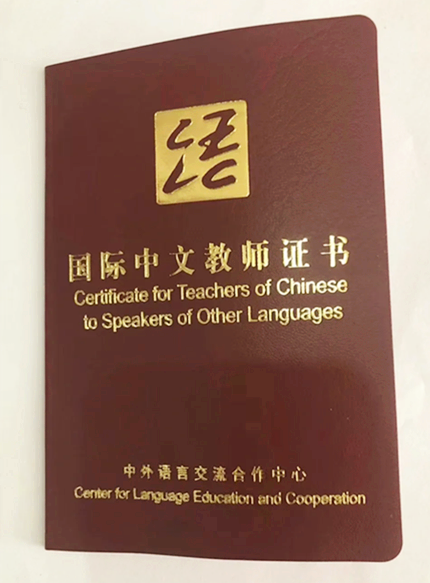 国际中文教师证书
Certificate for Teachers of Chinese
to Speakers of Other Languages
中外语言交流合作中心
Center for Language Education and Cooperation